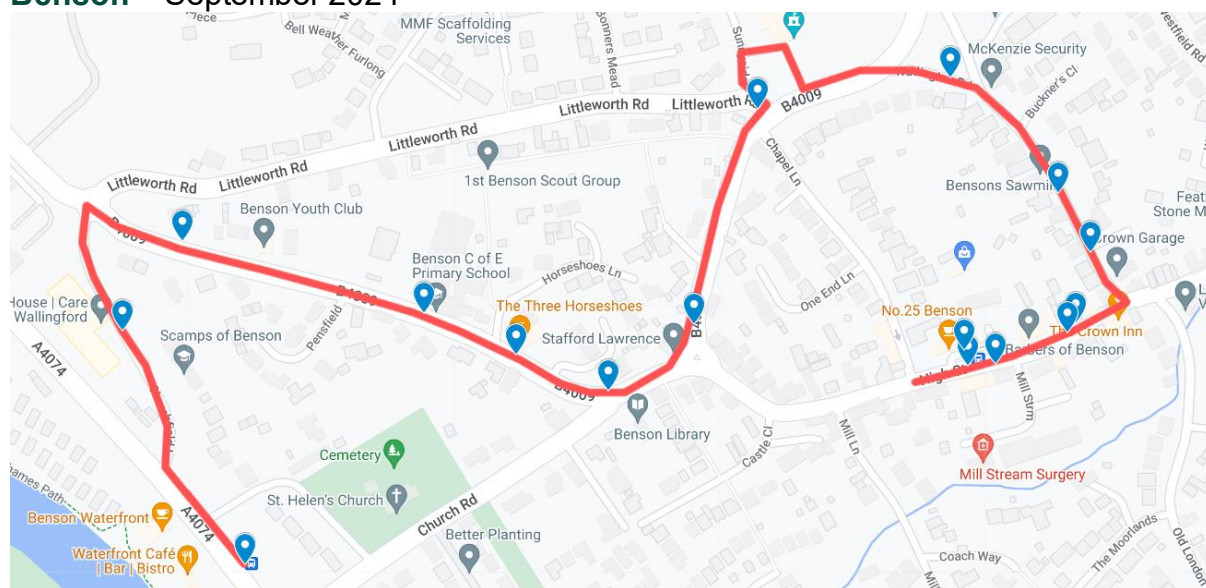 Benson – September 2024
MMF Scaffolding
Services
Bell Weather
Furlong
Bonners
Mead
McKenzie Security
Buckner's Cl
Littleworth Rd
Littleworth Rd
B4009
Littleworth Rd
Chapel Ln
Littleworth Rd
Littleworth Rd
1st Benson Scout Group
Bensons Sawmill
Benson Youth Club
Crown Garage
Benson C of E
Primary School
Horseshoes Ln
One End Ln
House | Care
Wallingford
The Three Horseshoes
No.25 Benson
The Crown Inn
Scamps of Benson
Pensfield
Stafford Lawrence
Barbers of Benson
A4074
B4009
Mill Strm
Benson Library
Mill Ln
Castle Cl
Cemetery
Mill Stream Surgery
St. Helen's Church
Church Rd
Benson Waterfront
A4074
Better Planting
The Moorlands
Old London
Waterfront Café
| Bar | Bistro
Coach Way